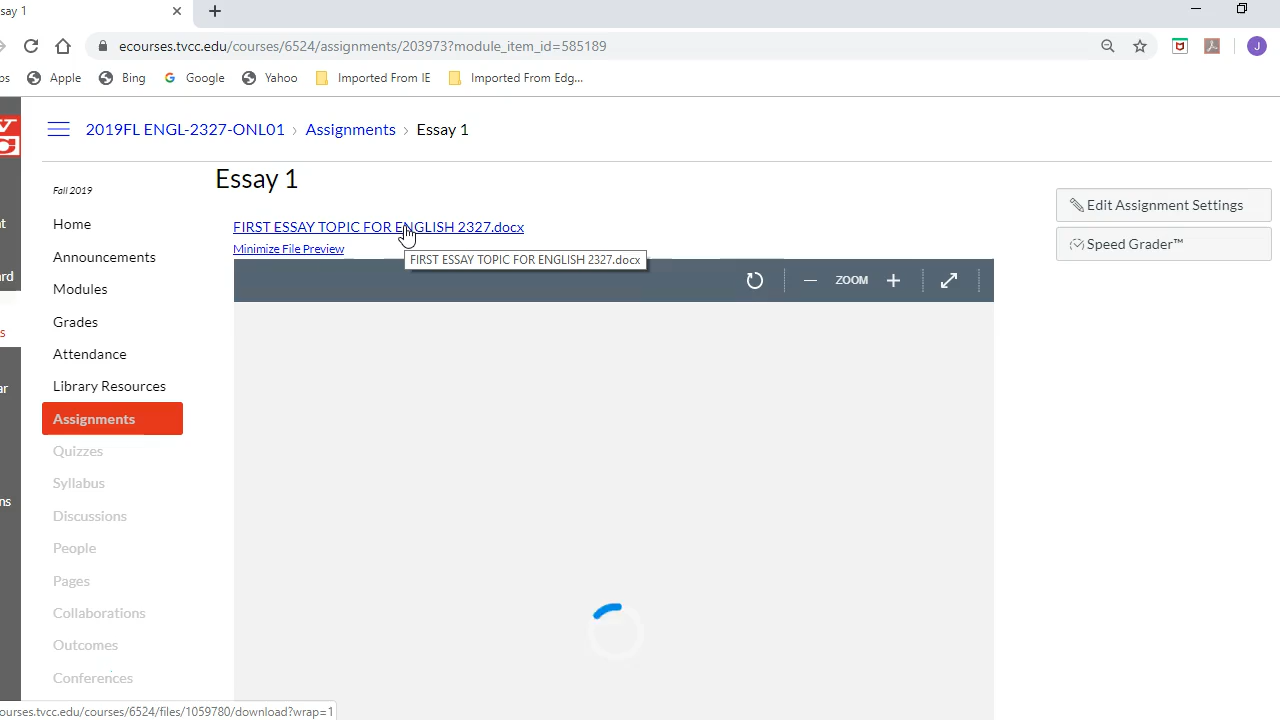 say 1
ecourses.tvcc.edu/courses/6524/assignments/203973?module_item_id=585189
J
ps Apple Bing Google Yahoo Imported From IE Imported From Edg...
2019FL ENGL-2327-ONL01 › Assignments › Essay 1
Essay 1
Fall 2019
Home
Announcements
Modules
Grades
Attendance
Library Resources
Assignments
Quizzes
Syllabus
Discussions
People
Pages
Collaborations
Outcomes
Conferences
FIRST ESSAY TOPIC FOR ENGLISH 2327.docx
Minimize File Preview
FIRST ESSAY TOPIC FOR ENGLISH 2327.docx
ZOOM
Edit Assignment Settings
Speed Grader™
ourses.tvcc.edu/courses/6524/files/1059780/download?wrap=1